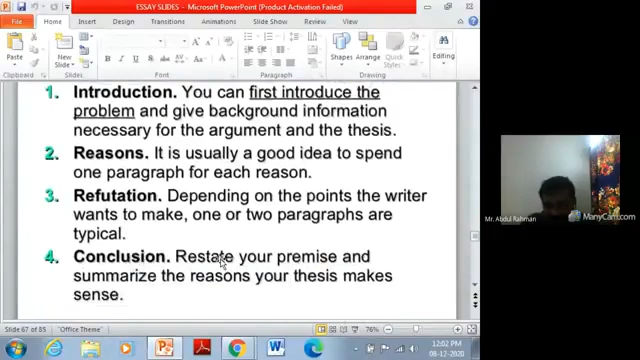 ESSAY SLIDES - Microsoft PowerPoint (Product Activation Failed)
File Home Insert Design Transitions Animations Slide Show Review View
Paste Slides Font Paragraph Shapes Arrange Quick Styles Editing
Clipboard Drawing
1. Introduction. You can first introduce the
problem and give background information
necessary for the argument and the thesis.
2. Reasons. It is usually a good idea to spend
one paragraph for each reason.
3. Refutation. Depending on the points the writer
wants to make, one or two paragraphs are
typical.
4. Conclusion. Restate your premise and
summarize the reasons your thesis makes
sense.
Mr. Abdul Rahman
ManyCam.com
Slide 67 of 85 "Office Theme" 76%
12:02 PM
08-12-2020